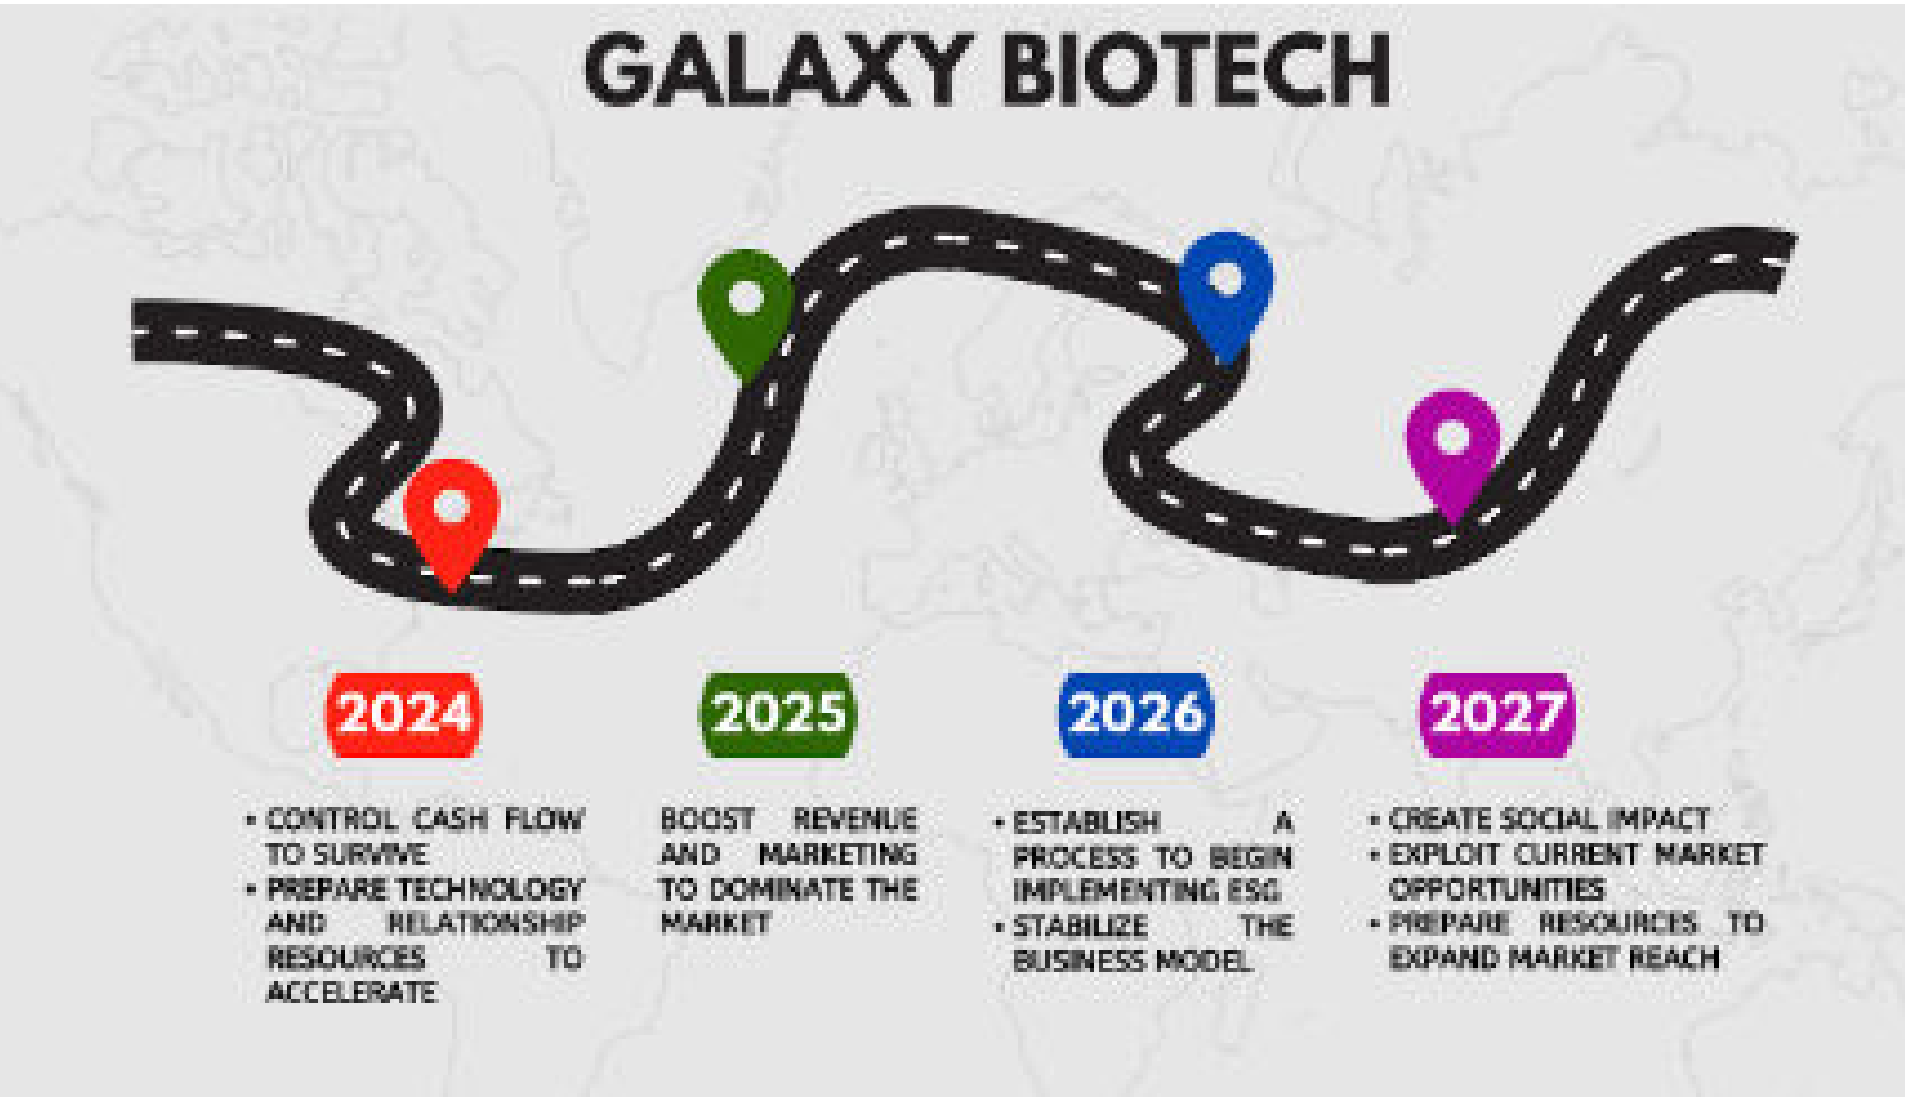 GALAXY BIOTECH
2024
• CONTROL CASH FLOW
TO SURVIVE
• PREPARE TECHNOLOGY
AND RELATIONSHIP
RESOURCES TO
ACCELERATE
2025
BOOST REVENUE
AND MARKETING
TO DOMINATE THE
MARKET
2026
• ESTABLISH A
PROCESS TO BEGIN
IMPLEMENTING ESG
• STABILIZE THE
BUSINESS MODEL
2027
• CREATE SOCIAL IMPACT
• EXPLOIT CURRENT MARKET
OPPORTUNITIES
• PREPARE RESOURCES TO
EXPAND MARKET REACH